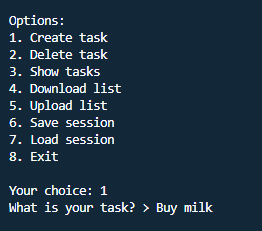 Options:
1. Create task
2. Delete task
3. Show tasks
4. Download list
5. Upload list
6. Save session
7. Load session
8. Exit
Your choice: 1
What is your task? > Buy milk